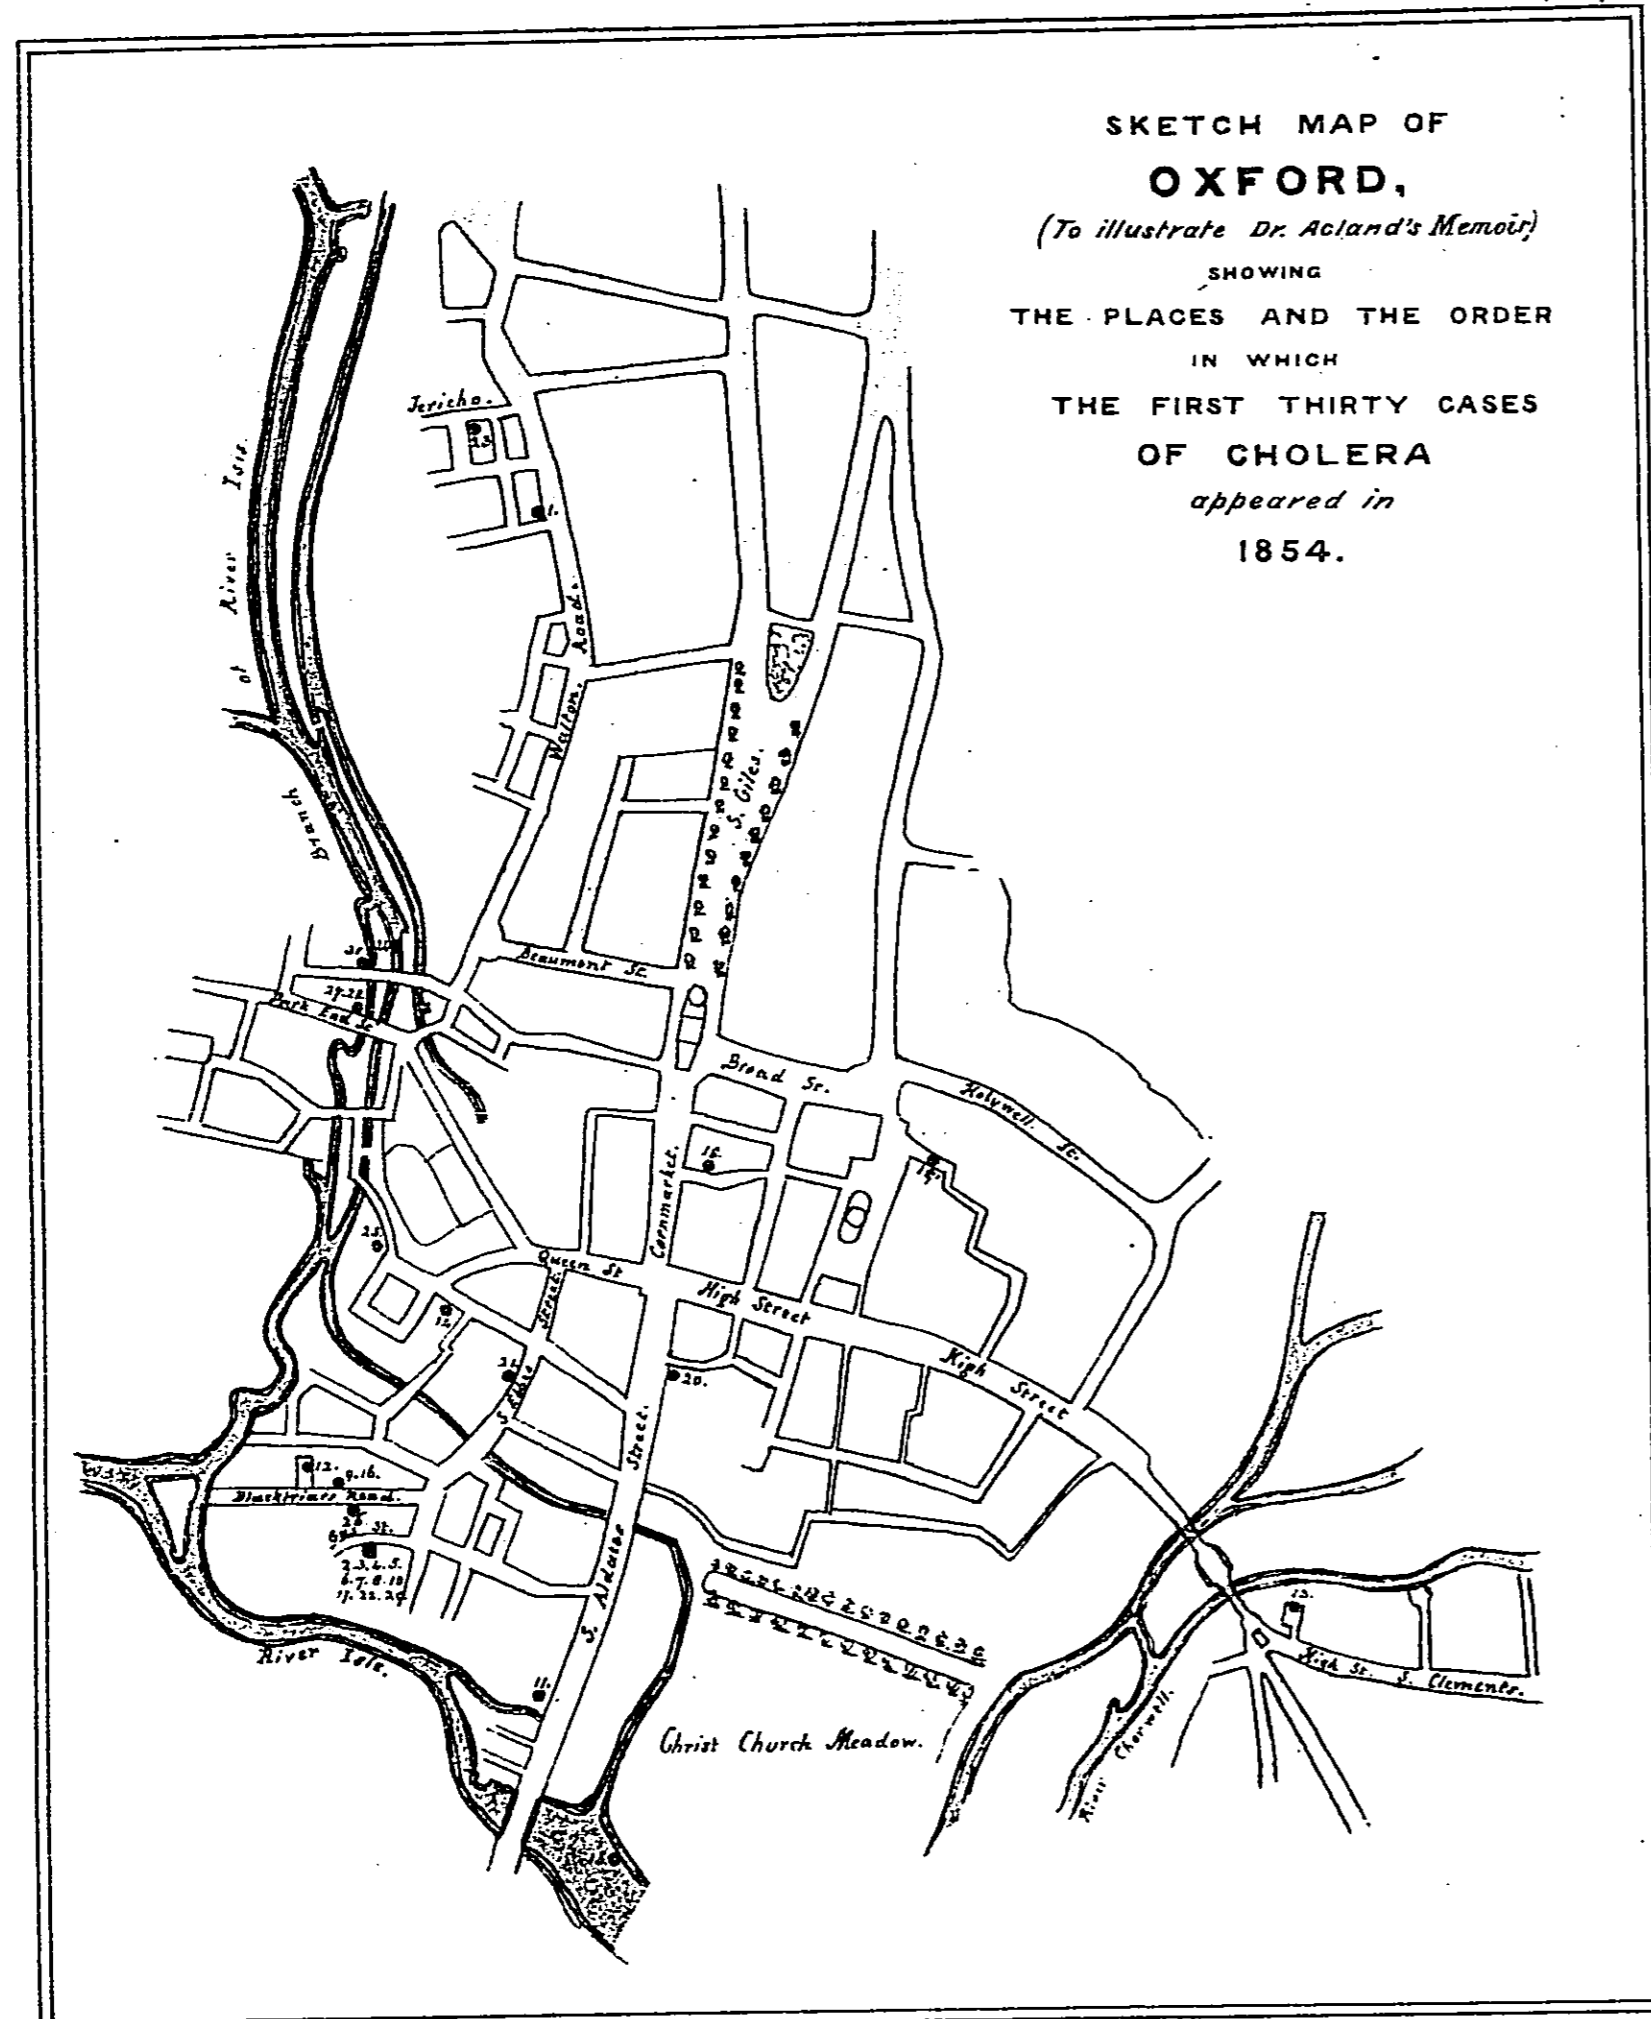 SKETCH MAP OF
OXFORD,
(To illustrate Dr. Acland's Memoir)
SHOWING
THE PLACES AND THE ORDER
IN WHICH
THE FIRST THIRTY CASES
OF CHOLERA
appeared in
1854.
Jericho.
1.
Branch of River Isis.
Walton Road.
S. Giles.
Beaumont St.
Park End St
Broad St.
Holywell St.
Cornmarket.
Queen St
High Street
High Street
Street.
S. Ebbes
20.
12.
9.16.
Blackfriars Road.
St.
2.3.4.5.
6.7.8.10
S. Aldates Street.
River Isis.
11.
Christ Church Meadow.
River Cherwell.
13.
High St. S. Clements.